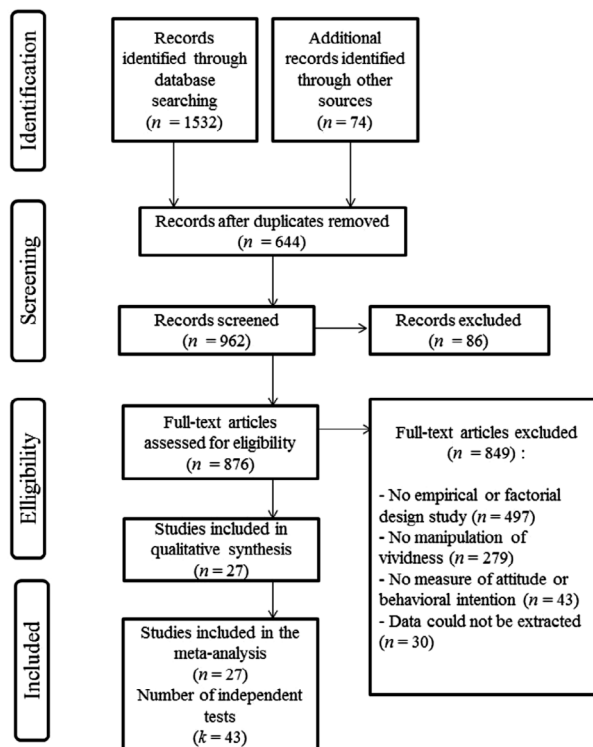 Identification
Records
identified through
database
searching
(n = 1532)
Additional
records identified
through other
sources
(n = 74)
Records after duplicates removed
(n = 644)
Screening
Records screened
(n = 962)
Records excluded
(n = 86)
Elligibility
Full-text articles
assessed for eligibility
(n = 876)
Full-text articles excluded
(n = 849) :
- No empirical or factorial
design study (n = 497)
- No manipulation of
vividness (n = 279)
- No measure of attitude or
behavioral intention (n = 43)
- Data could not be extracted
(n = 30)
Studies included in
qualitative synthesis
(n = 27)
Included
Studies included in the
meta-analysis
(n = 27)
Number of independent
tests
(k = 43)